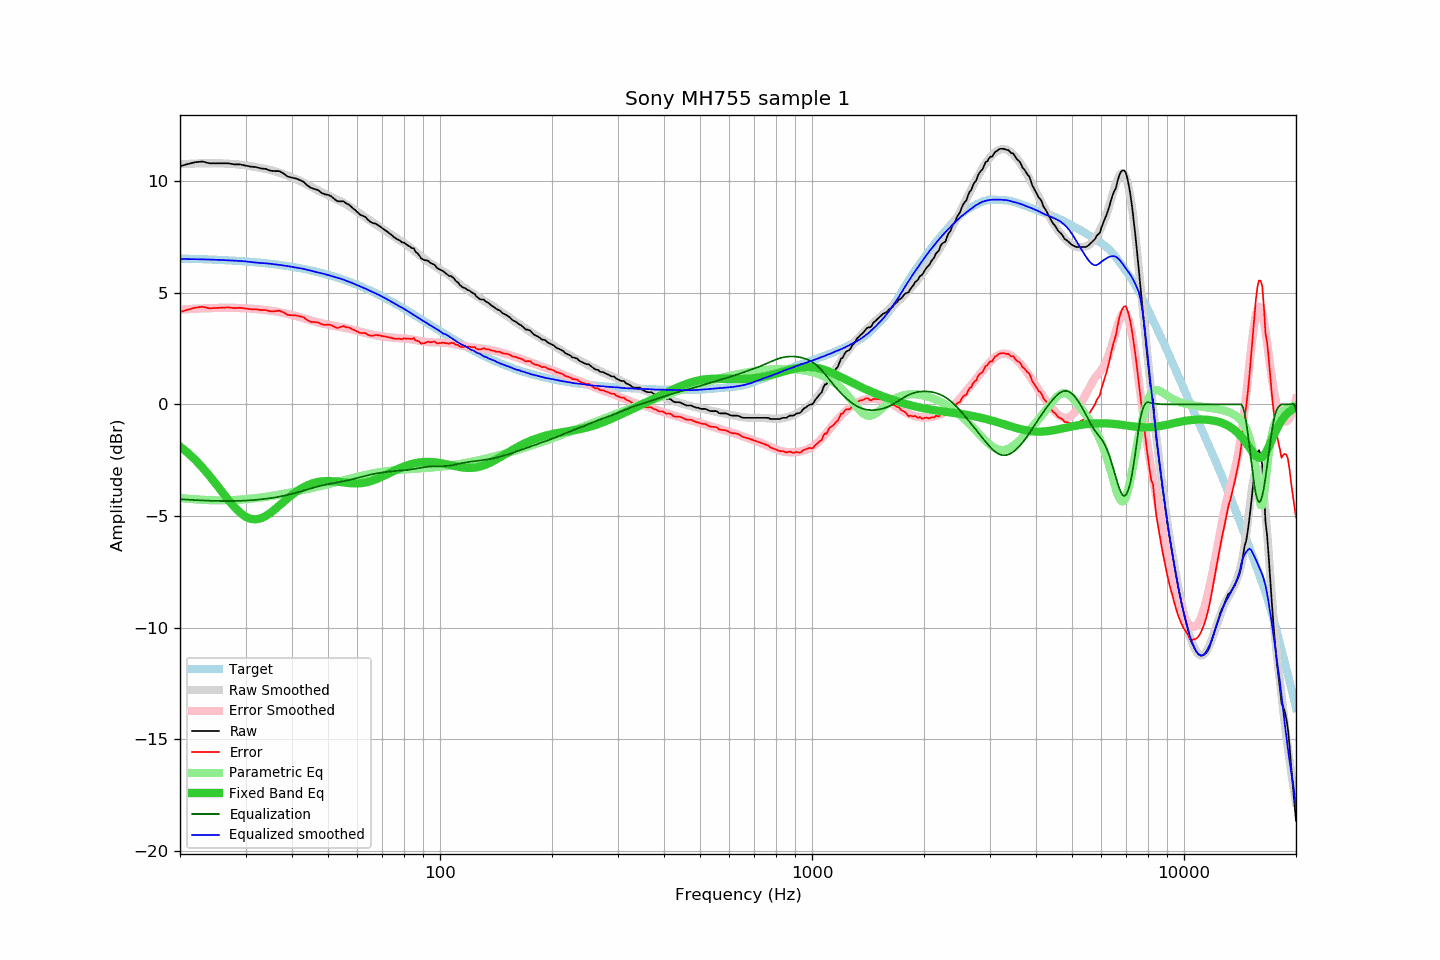 Sony MH755 sample 1
10
5
0
−5
−10
−15
−20
Amplitude (dBr)
Target
Raw Smoothed
Error Smoothed
Raw
Error
Parametric Eq
Fixed Band Eq
Equalization
Equalized smoothed
100
1000
10000
Frequency (Hz)